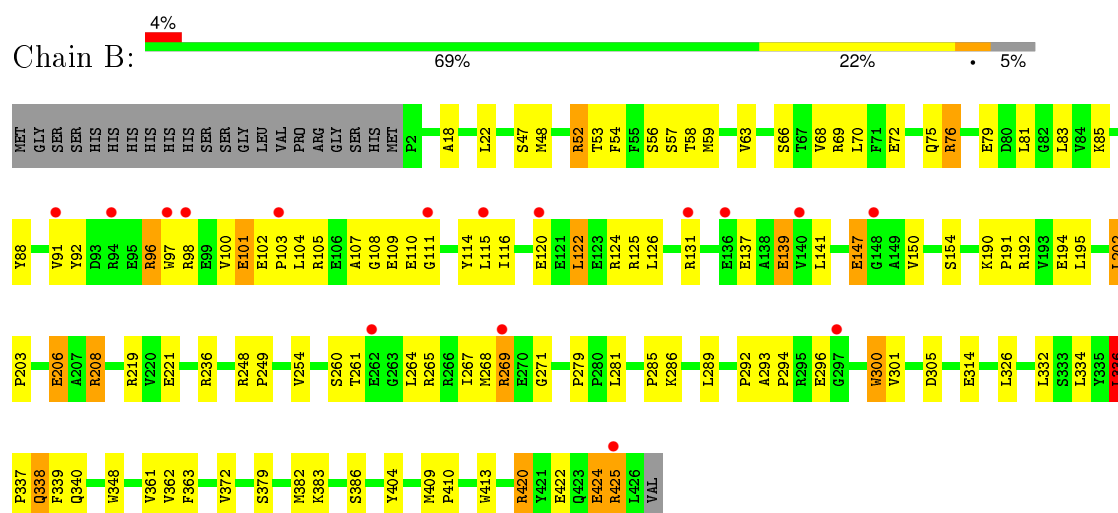 4%
Chain B:
69% 22% • 5%
MET GLY SER SER HIS HIS HIS HIS HIS HIS SER SER GLY LEU VAL PRO ARG GLY SER HIS MET P2 A18 L22 S47 M48 R52 T53 F54 F55 S56 S57 T58 M59 V63 S66 T67 V68 R69 L70 F71 E72 Q75 R76 E79 D80 L81 G82 L83 V84 K85
Y88 V91 Y92 D93 R94 E95 R96 W97 R98 E99 V100 E101 E102 P103 L104 R105 E106 A107 G108 E109 E110 G111 Y114 L115 I116 E120 E121 L122 E123 R124 R125 L126 R131 E136 E137 A138 E139 V140 L141 E147 G148 A149 V150 S154 K190 P191 R192 V193 E194 L195 L202
P203 E206 A207 R208 R219 V220 E221 R236 R248 P249 V254 S260 T261 E262 G263 L264 R265 R266 I267 M268 R269 E270 G271 P279 P280 L281 P285 K286 L289 P292 A293 P294 R295 E296 G297 W300 V301 D305 E314 L326 L332 S333 L334 Y335 L336
P337 Q338 F339 Q340 W348 V361 V362 F363 V372 S379 M382 K383 S386 Y404 M409 P410 W413 R420 Y421 E422 Q423 E424 R425 L426 VAL